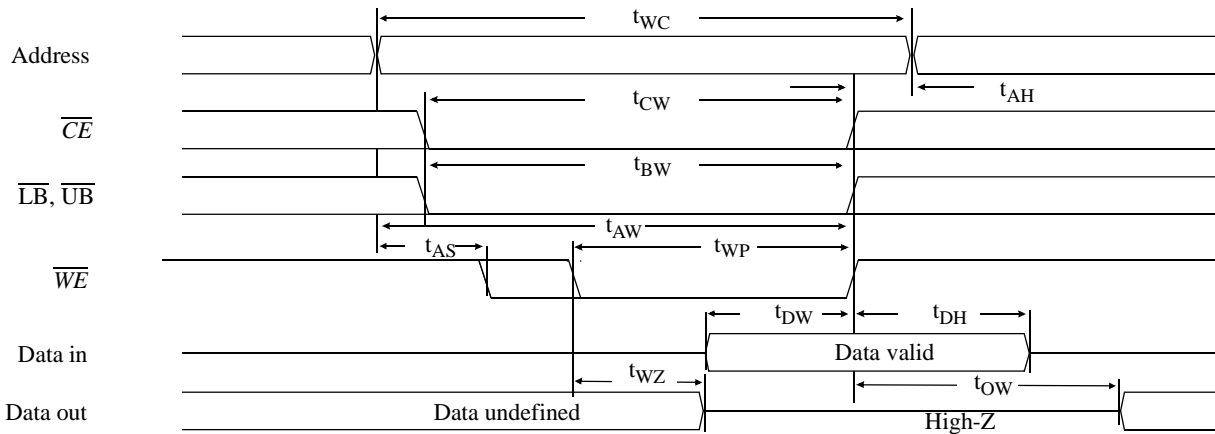 tWC
Address
tAH
tCW
CE
tBW
LB, UB
tAW
tAS
tWP
WE
tDW
tDH
Data in
Data valid
tWZ
tOW
Data out
Data undefined
High-Z